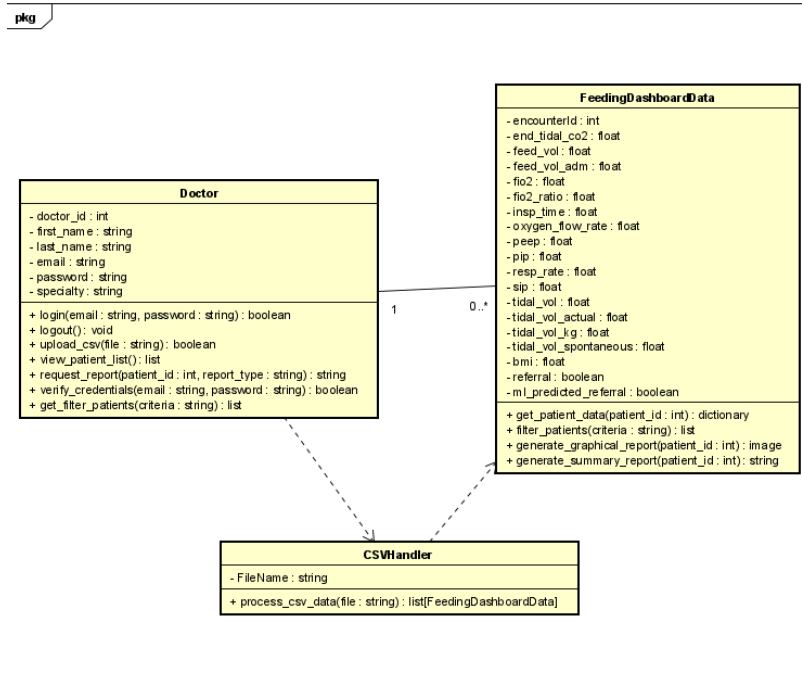 pkg
FeedingDashboardData
- encounterId : int
- end_tidal_co2 : float
- feed_vol : float
- feed_vol_adm : float
- fio2 : float
- fio2_ratio : float
- insp_time : float
- oxygen_flow_rate : float
- peep : float
- pip : float
- resp_rate : float
- sip : float
- tidal_vol : float
- tidal_vol_actual : float
- tidal_vol_kg : float
- tidal_vol_spontaneous : float
- bmi : float
- referral : boolean
- ml_predicted_referral : boolean
+ get_patient_data(patient_id : int) : dictionary
+ filter_patients(criteria : string) : list
+ generate_graphical_report(patient_id : int) : image
+ generate_summary_report(patient_id : int) : string
Doctor
- doctor_id : int
- first_name : string
- last_name : string
- email : string
- password : string
- specialty : string
+ login(email : string, password : string) : boolean
+ logout() : void
+ upload_csv(file : string) : boolean
+ view_patient_list() : list
+ request_report(patient_id : int, report_type : string) : string
+ verify_credentials(email : string, password : string) : boolean
+ get_filter_patients(criteria : string) : list
1
0..*
CSVHandler
- FileName : string
+ process_csv_data(file : string) : list[FeedingDashboardData]